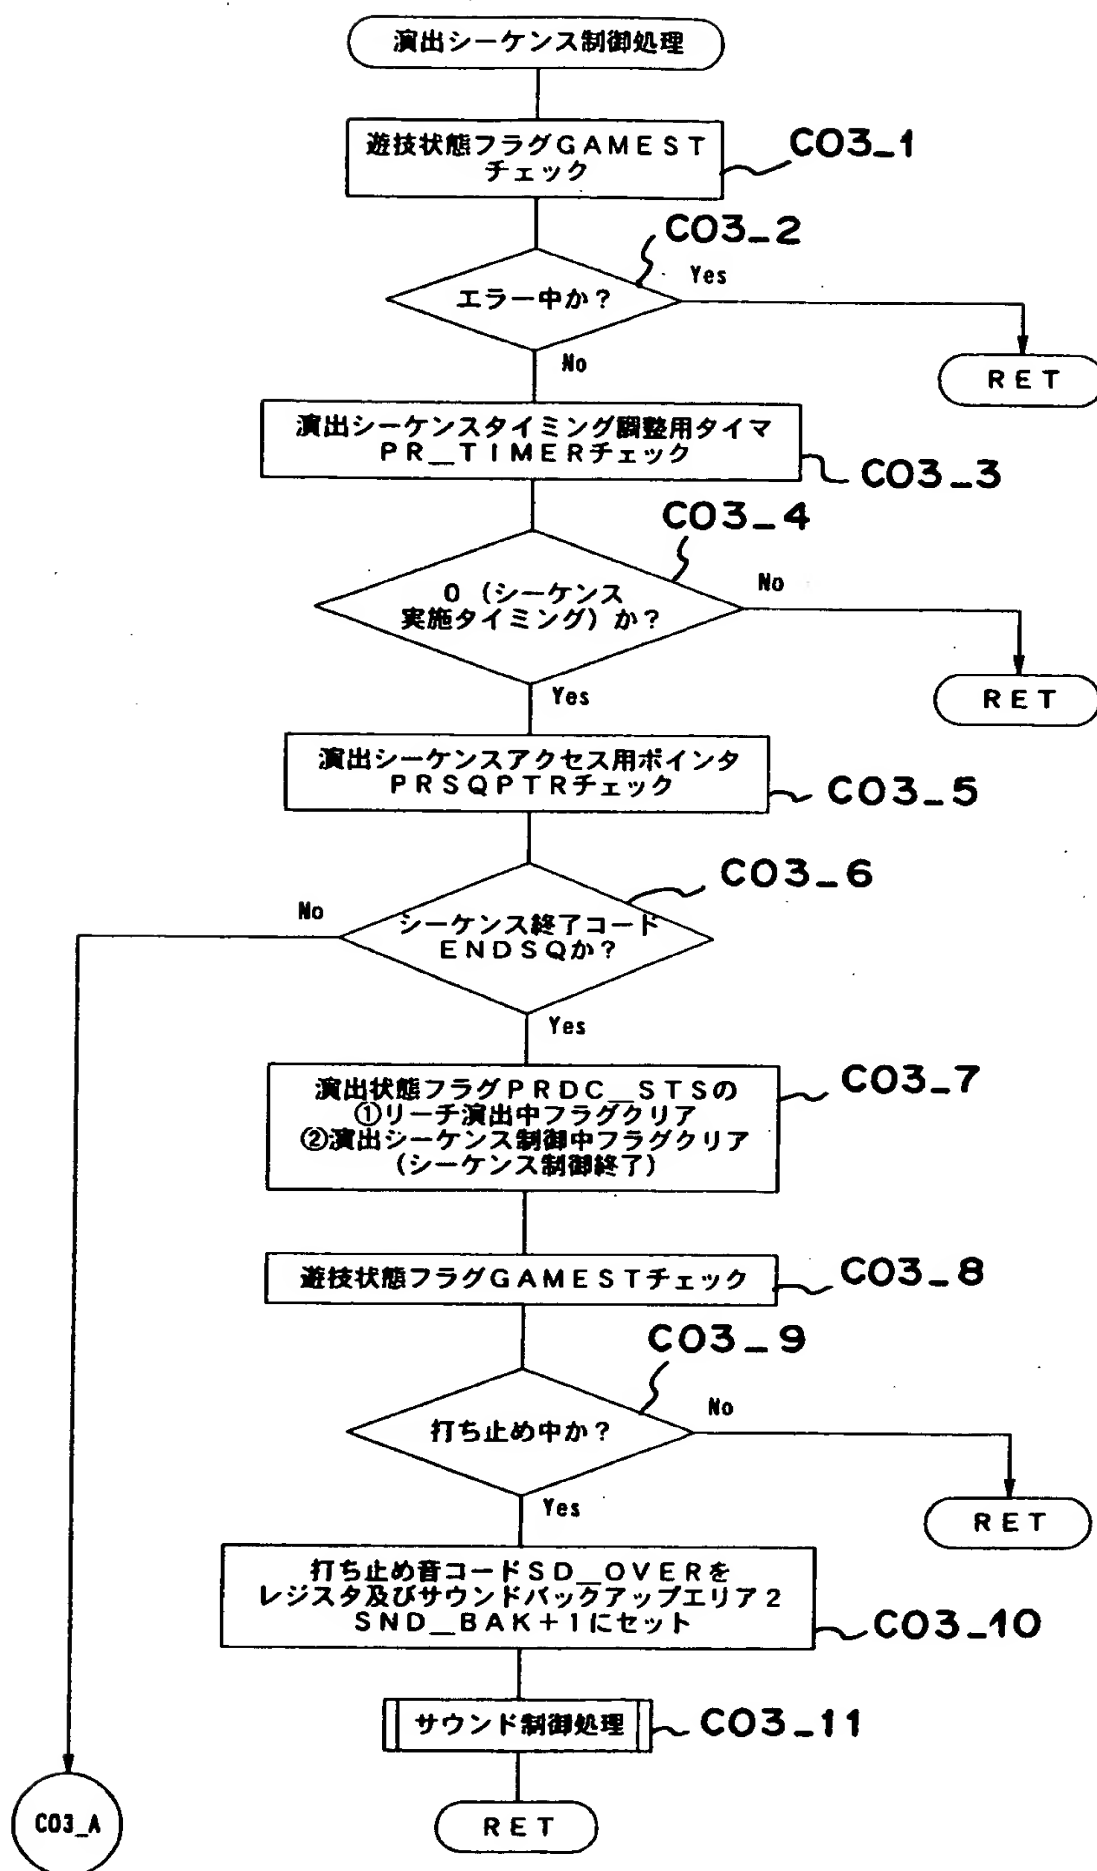 演出シーケンス制御処理
遊技状態フラグGAMEST
チェック
CO3_1
CO3_2
エラー中か?
Yes
No
RET
演出シーケンスタイミング調整用タイマ
PR__TIMERチェック
CO3_3
CO3_4
0(シーケンス
実施タイミング)か?
No
Yes
RET
演出シーケンスアクセス用ポインタ
PRSQPTRチェック
CO3_5
CO3_6
シーケンス終了コード
ENDSQか?
No
Yes
演出状態フラグPRDC__STSの
①リーチ演出中フラグクリア
②演出シーケンス制御中フラグクリア
(シーケンス制御終了)
CO3_7
遊技状態フラグGAMESTチェック
CO3_8
CO3_9
打ち止め中か?
No
Yes
RET
打ち止め音コードSD__OVERを
レジスタ及びサウンドバックアップエリア2
SND__BAK+1にセット
CO3_10
サウンド制御処理
CO3_11
RET
C03_A